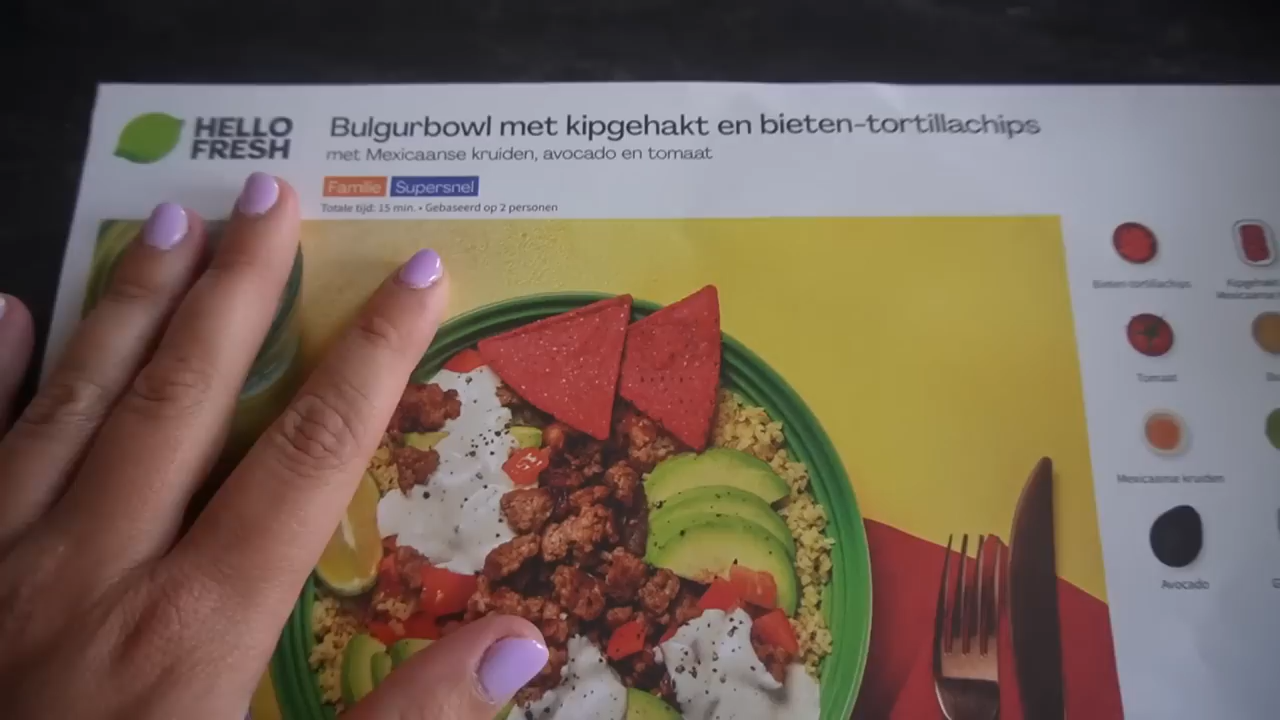 HELLO
FRESH
Bulgurbowl met kipgehakt en bieten-tortillachips
met Mexicaanse kruiden, avocado en tomaat
Familie Supersnel
Totale tijd: 15 min. • Gebaseerd op 2 personen
Bieten-tortillachips
Kipgehakt
Tomaat
Mexicaanse kruiden
Avocado